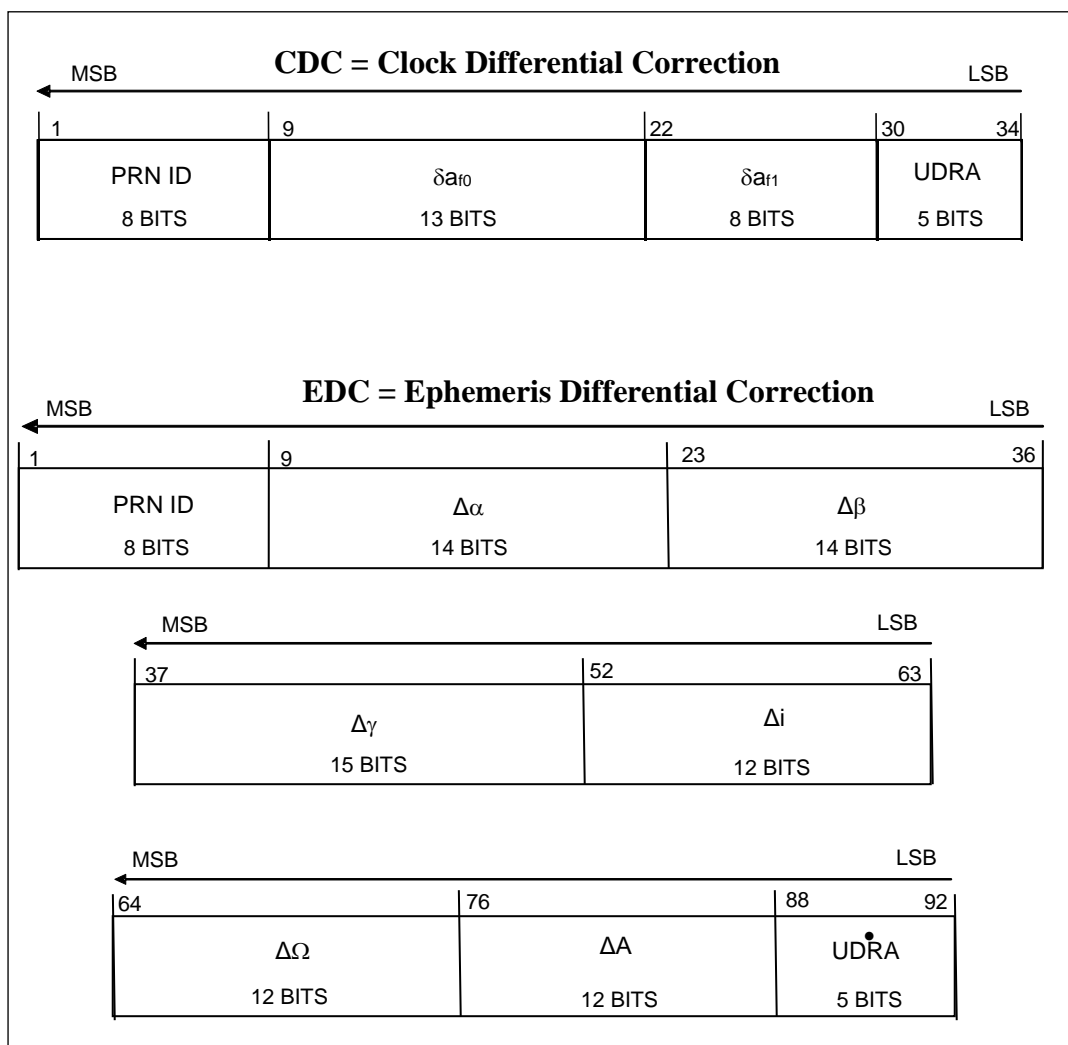 CDC = Clock Differential Correction
MSB LSB
1 9 22 30 34
PRN ID δaf0 δaf1 UDRA
8 BITS 13 BITS 8 BITS 5 BITS
EDC = Ephemeris Differential Correction
MSB LSB
1 9 23 36
PRN ID Δα Δβ
8 BITS 14 BITS 14 BITS
MSB LSB
37 52 63
Δγ Δi
15 BITS 12 BITS
MSB LSB
64 76 88 92
ΔΩ ΔA UDṘA
12 BITS 12 BITS 5 BITS